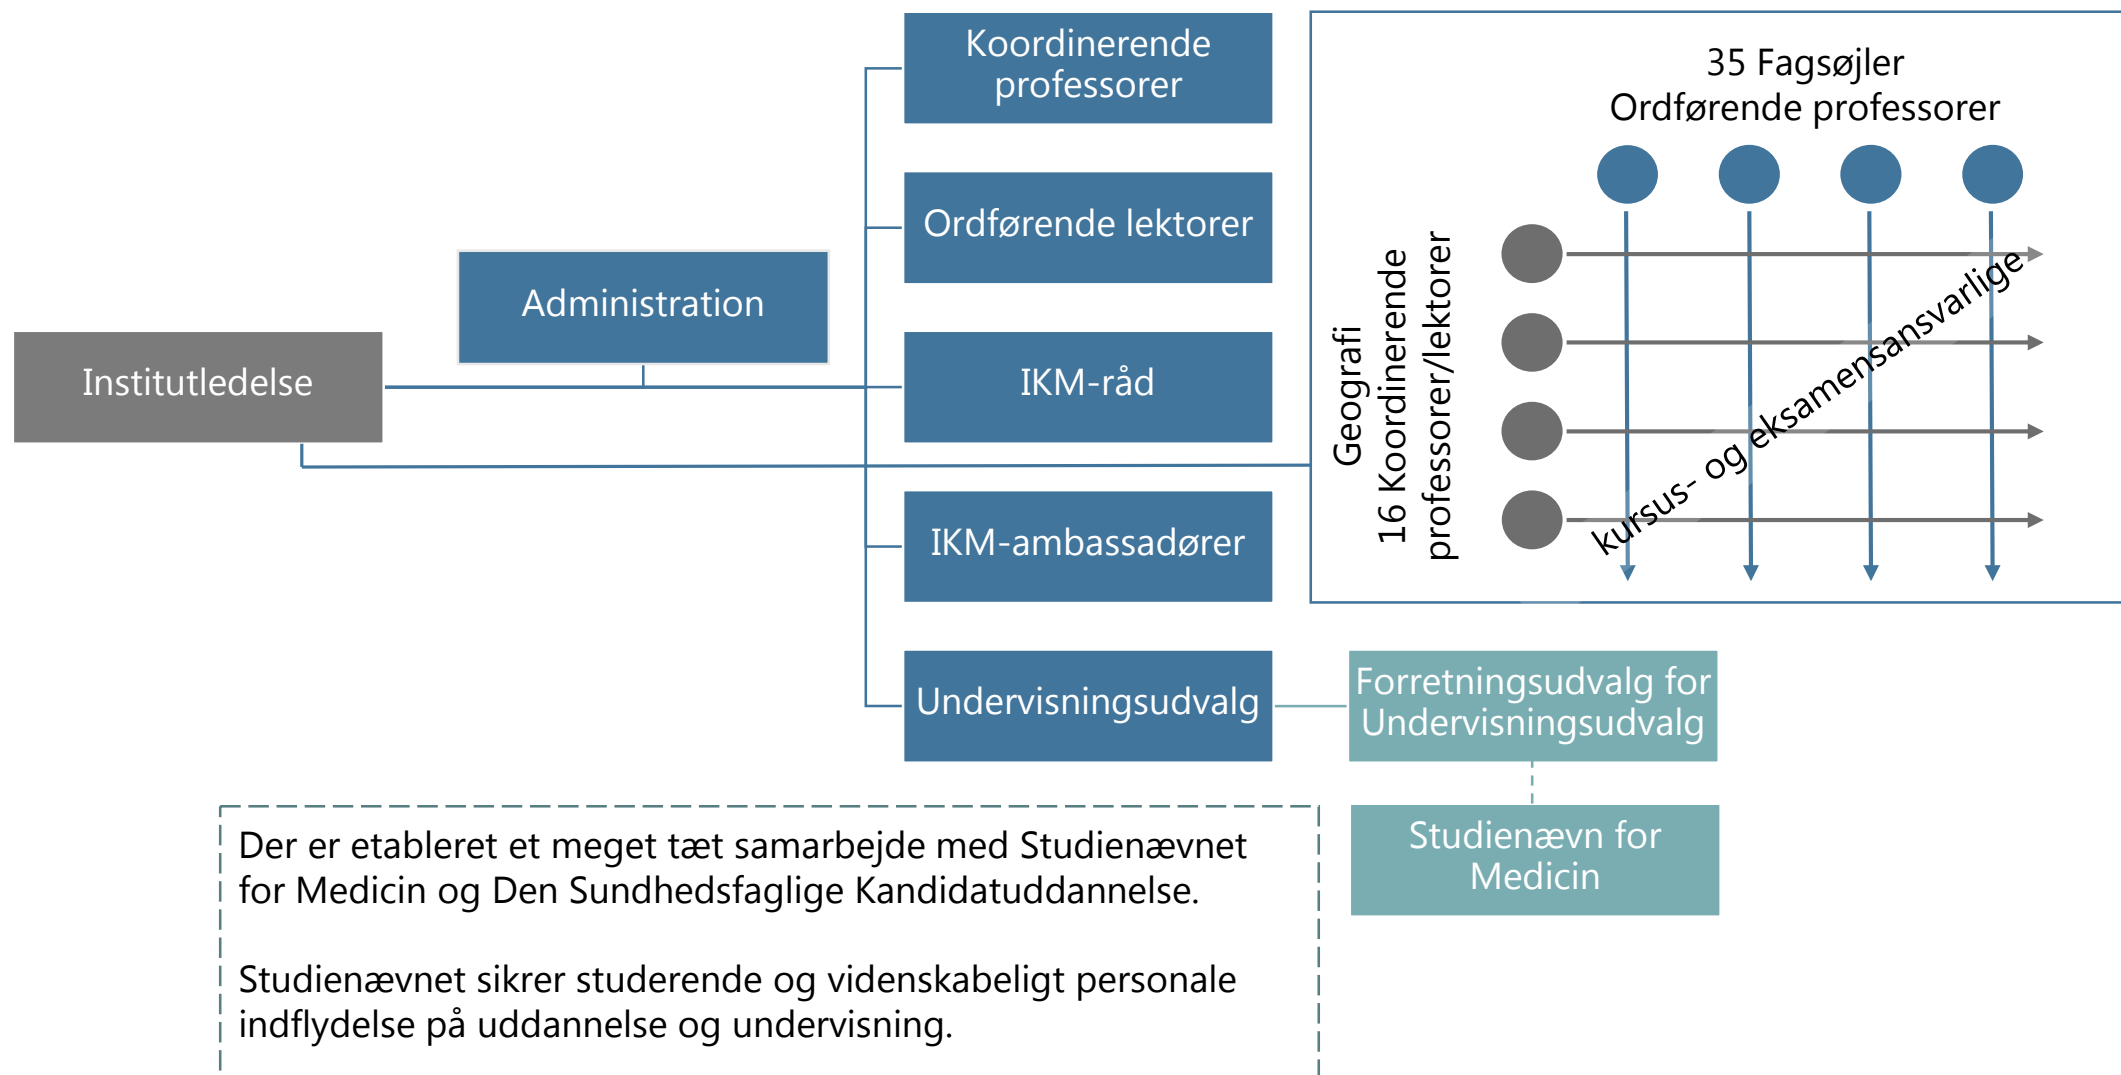 Institutledelse
Administration
Koordinerende
professorer
Ordførende lektorer
IKM-råd
IKM-ambassadører
Undervisningsudvalg
Forretningsudvalg for
Undervisningsudvalg
Studienævn for
Medicin
35 Fagsøjler
Ordførende professorer
Geografi
16 Koordinerende
professorer/lektorer
kursus- og eksamensansvarlige
Der er etableret et meget tæt samarbejde med Studienævnet
for Medicin og Den Sundhedsfaglige Kandidatuddannelse.
Studienævnet sikrer studerende og videnskabeligt personale
indflydelse på uddannelse og undervisning.